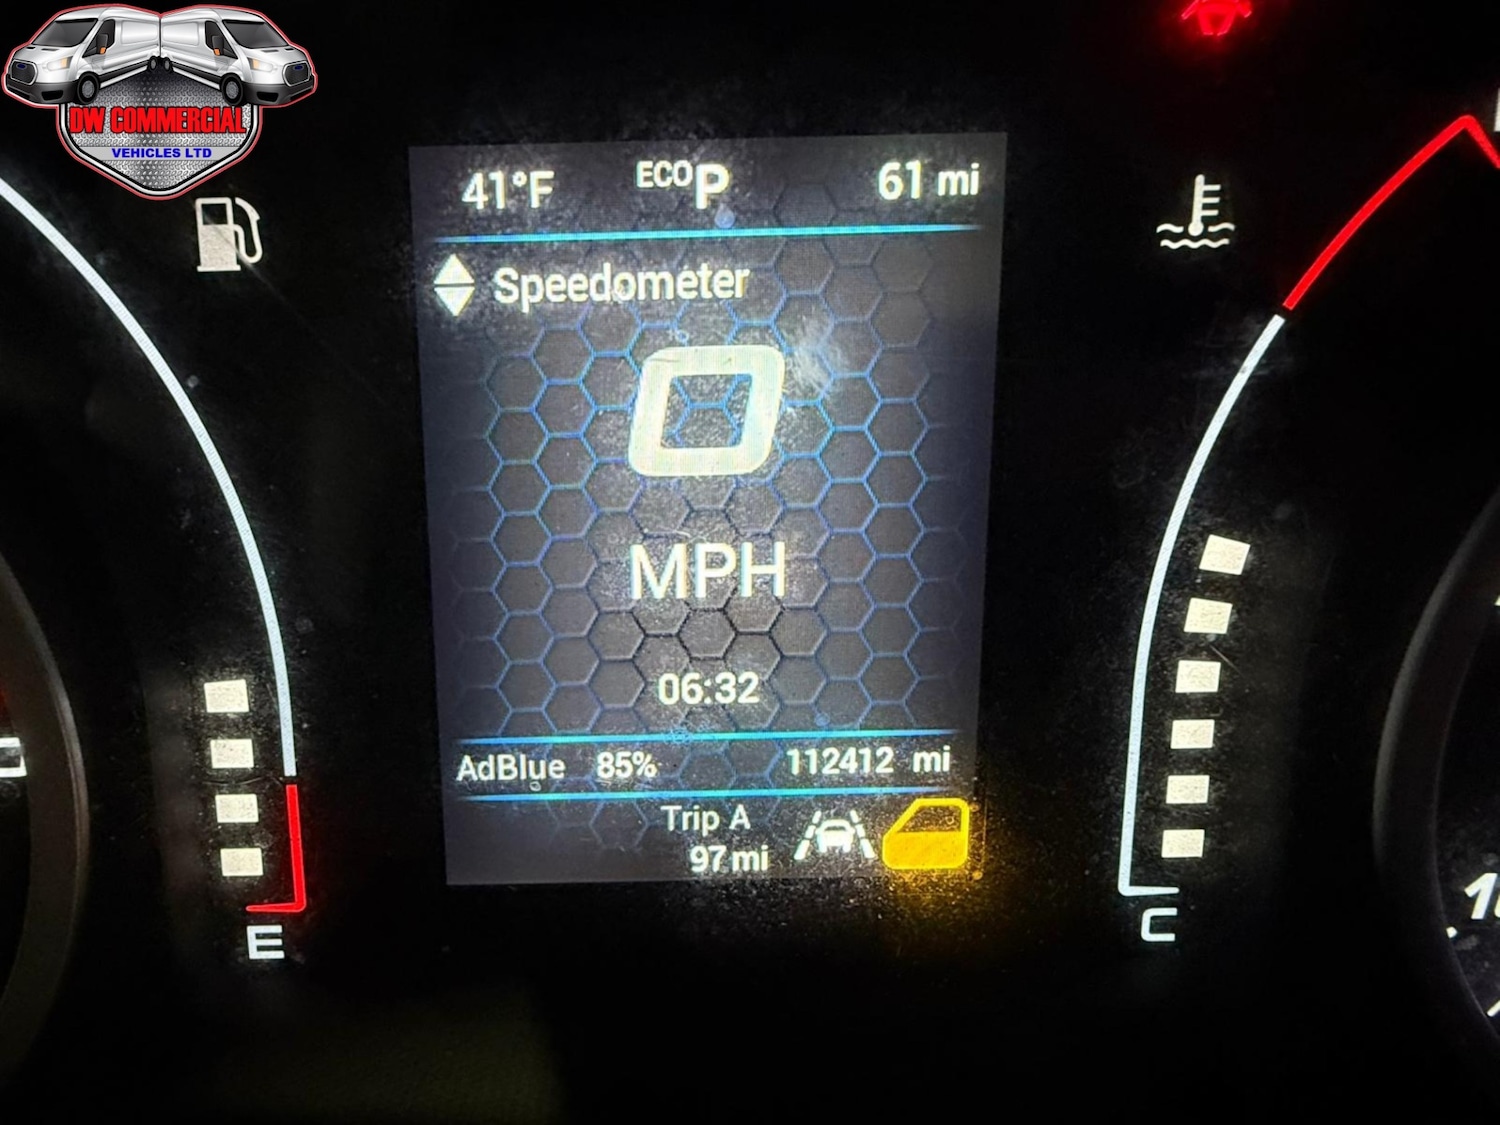 DW COMMERCIAL
VEHICLES LTD
41°F ECO P 61 mi
Speedometer
0
MPH
06:32
AdBlue 85% 112412 mi
Trip A
97 mi
E
C